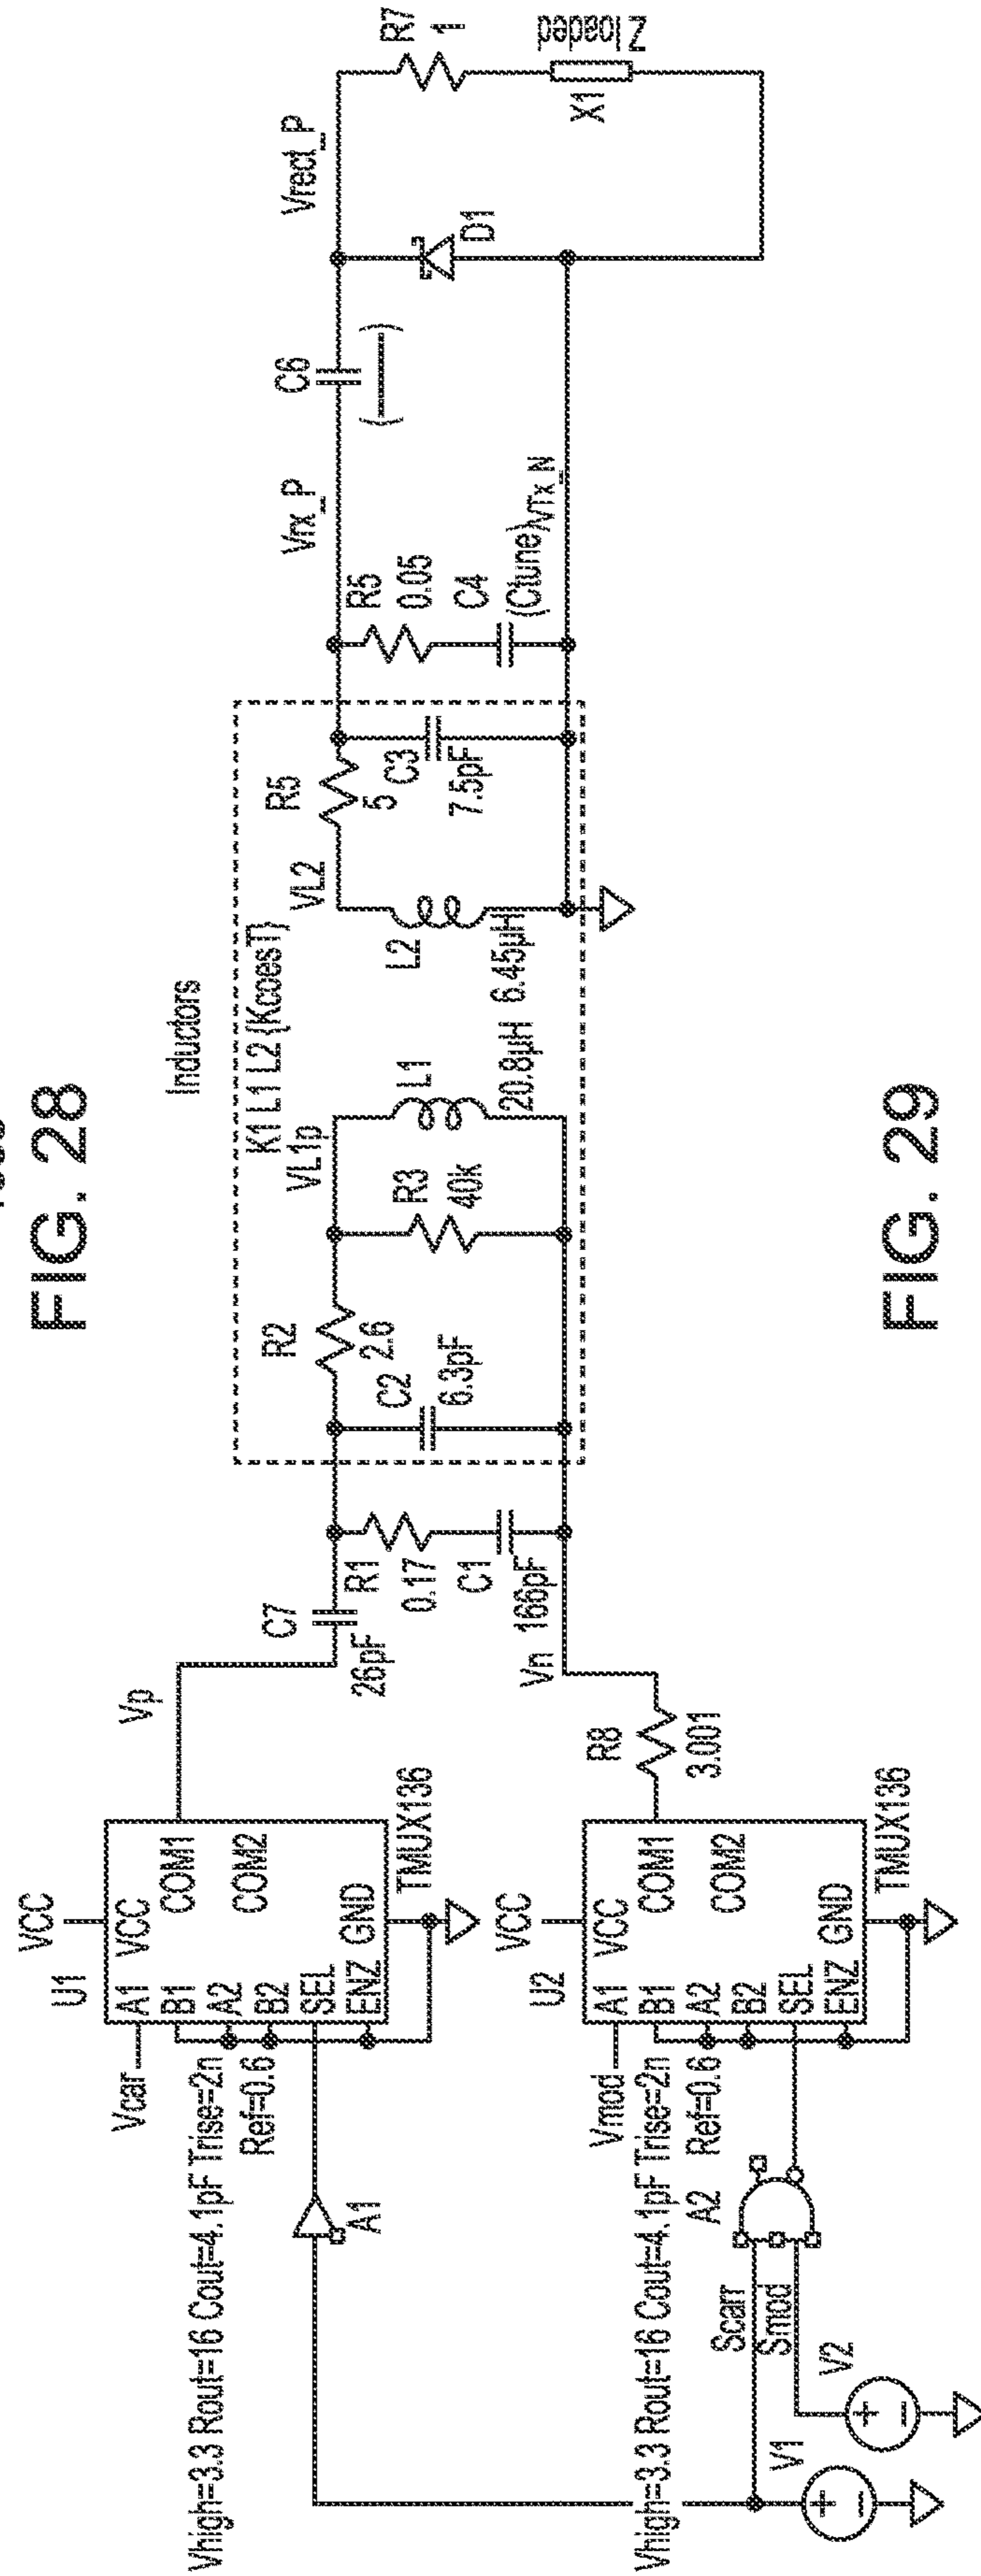 FIG. 28
Inductors
K1 L1 L2 {KcoesT}
VCC
U1
A1
VCC
B1
COM1
A2
COM2
B2
SEL
ENZ
GND
TMUX136
Vcar
Vhigh=3.3 Rout=16 Cout=4.1pF Trise=2n
Ref=0.6
A1
Vp
C7
26pF
R1
0.17
C1
166pF
Vn
R2
2.6
C2
6.3pF
VL1p
R3
40k
L1
20.8µH
VL2
L2
6.45µH
R5
5
C3
7.5pF
Vrx_P
R5
0.05
C4
(Ctune)
VTx_N
C6
Vrect_P
D1
R7
1
X1
Z loaded
VCC
U2
A1
VCC
B1
COM1
A2
COM2
B2
SEL
ENZ
GND
TMUX136
Vmod
Vhigh=3.3 Rout=16 Cout=4.1pF Trise=2n
Ref=0.6
A2
R8
3.001
Scarr
Smod
V1
V2
FIG. 29